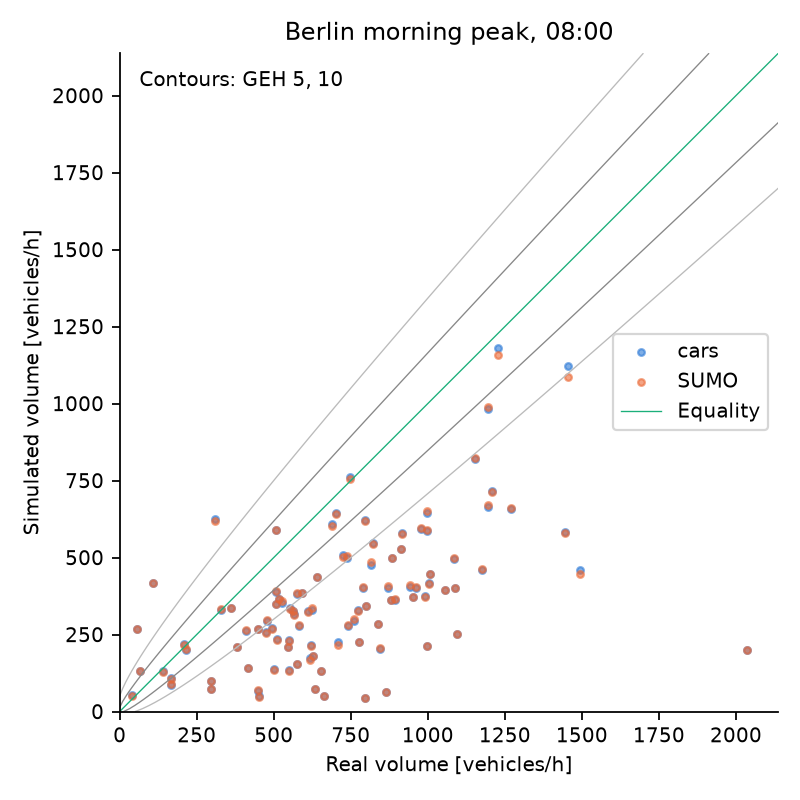 Berlin morning peak, 08:00
Contours: GEH 5, 10
2000
1750
1500
1250
1000
750
500
250
0
Simulated volume [vehicles/h]
cars
SUMO
Equality
0 250 500 750 1000 1250 1500 1750 2000
Real volume [vehicles/h]